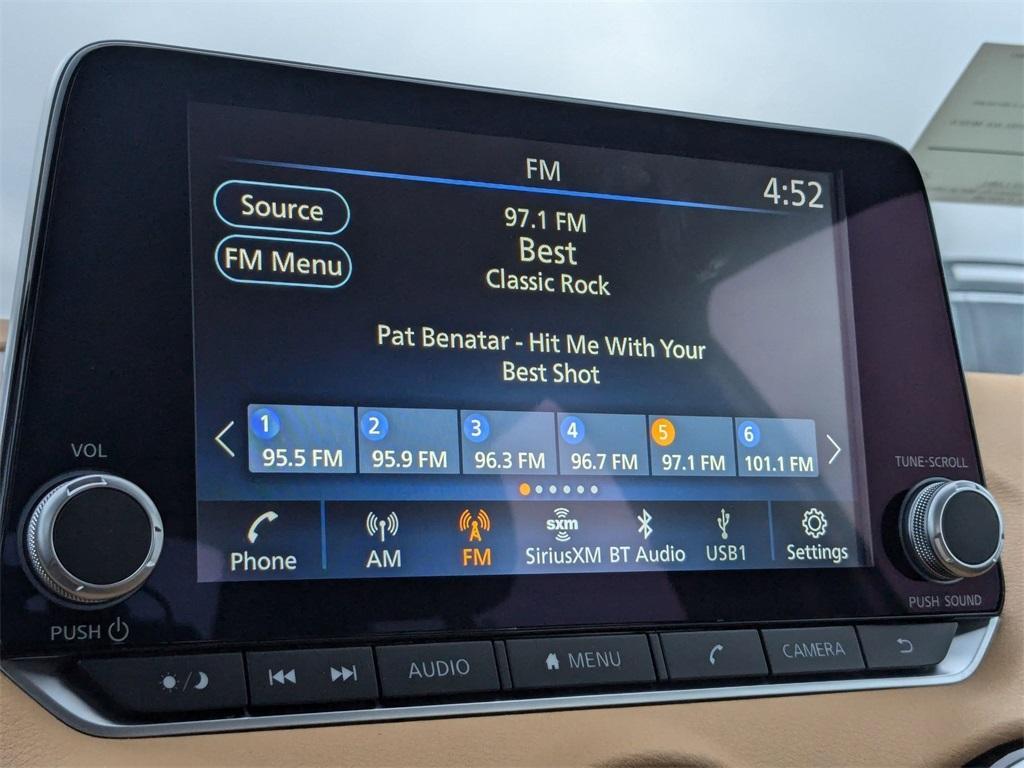 FM
4:52
Source
97.1 FM
Best
FM Menu
Classic Rock
Pat Benatar - Hit Me With Your
Best Shot
1 2 3 4 5 6
95.5 FM 95.9 FM 96.3 FM 96.7 FM 97.1 FM 101.1 FM
VOL
TUNE·SCROLL
sxm
Phone AM FM SiriusXM BT Audio USB1 Settings
PUSH
PUSH SOUND
AUDIO MENU CAMERA